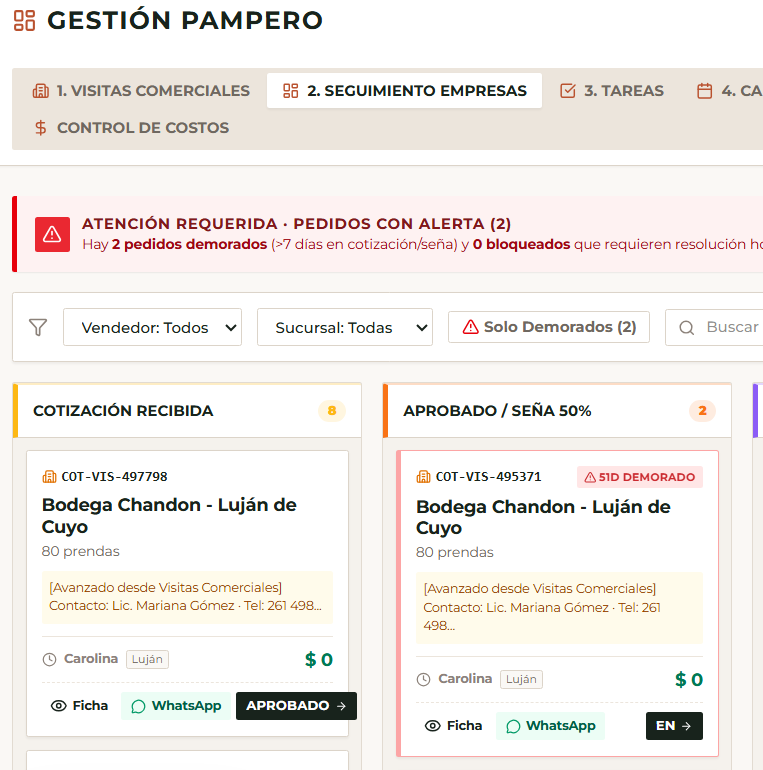 GESTIÓN PAMPERO
1. VISITAS COMERCIALES
2. SEGUIMIENTO EMPRESAS
3. TAREAS
4. CA
$ CONTROL DE COSTOS
ATENCIÓN REQUERIDA · PEDIDOS CON ALERTA (2)
Hay 2 pedidos demorados (>7 días en cotización/seña) y 0 bloqueados que requieren resolución ho
Vendedor: Todos
Sucursal: Todas
Solo Demorados (2)
Buscar
COTIZACIÓN RECIBIDA
8
COT-VIS-497798
Bodega Chandon - Luján de
Cuyo
80 prendas
[Avanzado desde Visitas Comerciales]
Contacto: Lic. Mariana Gómez · Tel: 261 498...
Carolina
Luján
$ 0
Ficha
WhatsApp
APROBADO →
APROBADO / SEÑA 50%
2
COT-VIS-495371
51D DEMORADO
Bodega Chandon - Luján de
Cuyo
80 prendas
[Avanzado desde Visitas Comerciales]
Contacto: Lic. Mariana Gómez · Tel: 261
498...
Carolina
Luján
$ 0
Ficha
WhatsApp
EN →